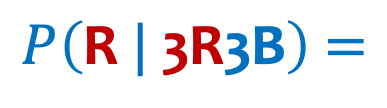 P(R | 3R3B) =